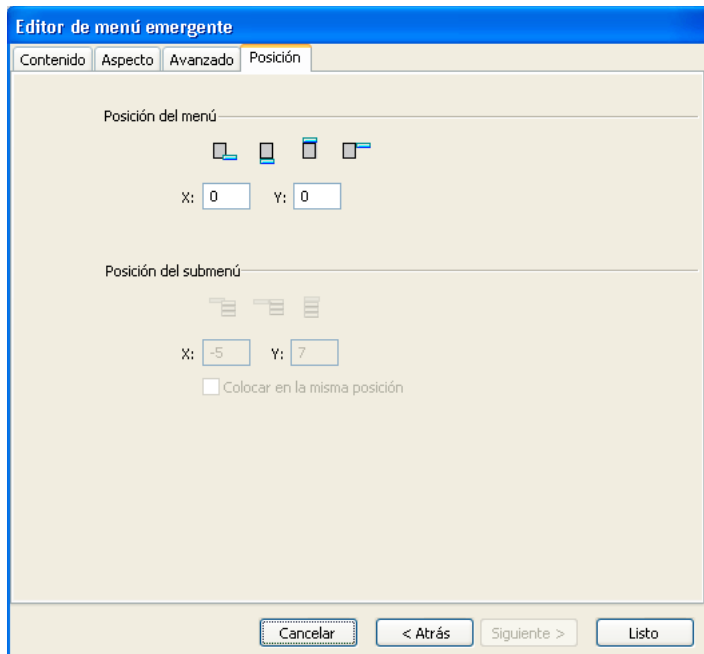 Editor de menú emergente
Contenido Aspecto Avanzado Posición
Posición del menú
X: 0 Y: 0
Posición del submenú
X: -5 Y: 7
Colocar en la misma posición
Cancelar < Atrás Siguiente > Listo